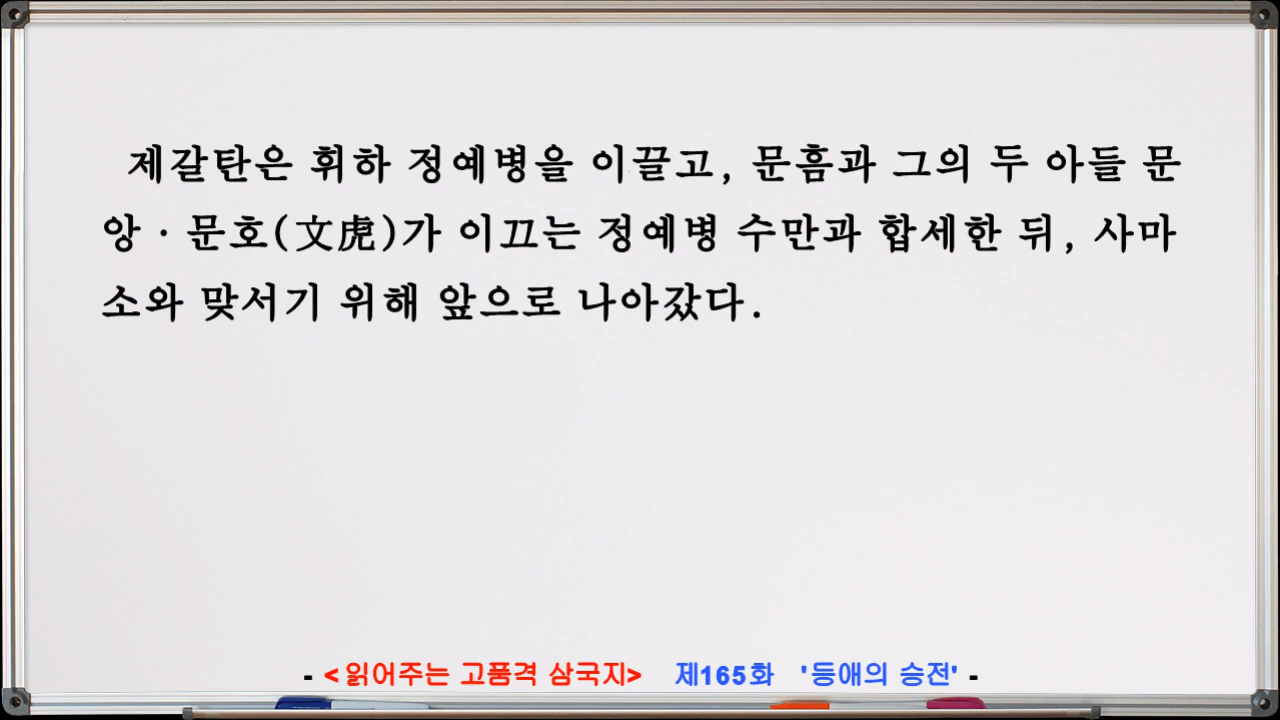 제갈탄은 휘하 정예병을 이끌고, 문흠과 그의 두 아들 문
앙 · 문호(文虎)가 이끄는 정예병 수만과 합세한 뒤, 사마
소와 맞서기 위해 앞으로 나아갔다.
- <읽어주는 고품격 삼국지> 제165화 '등애의 승전' -